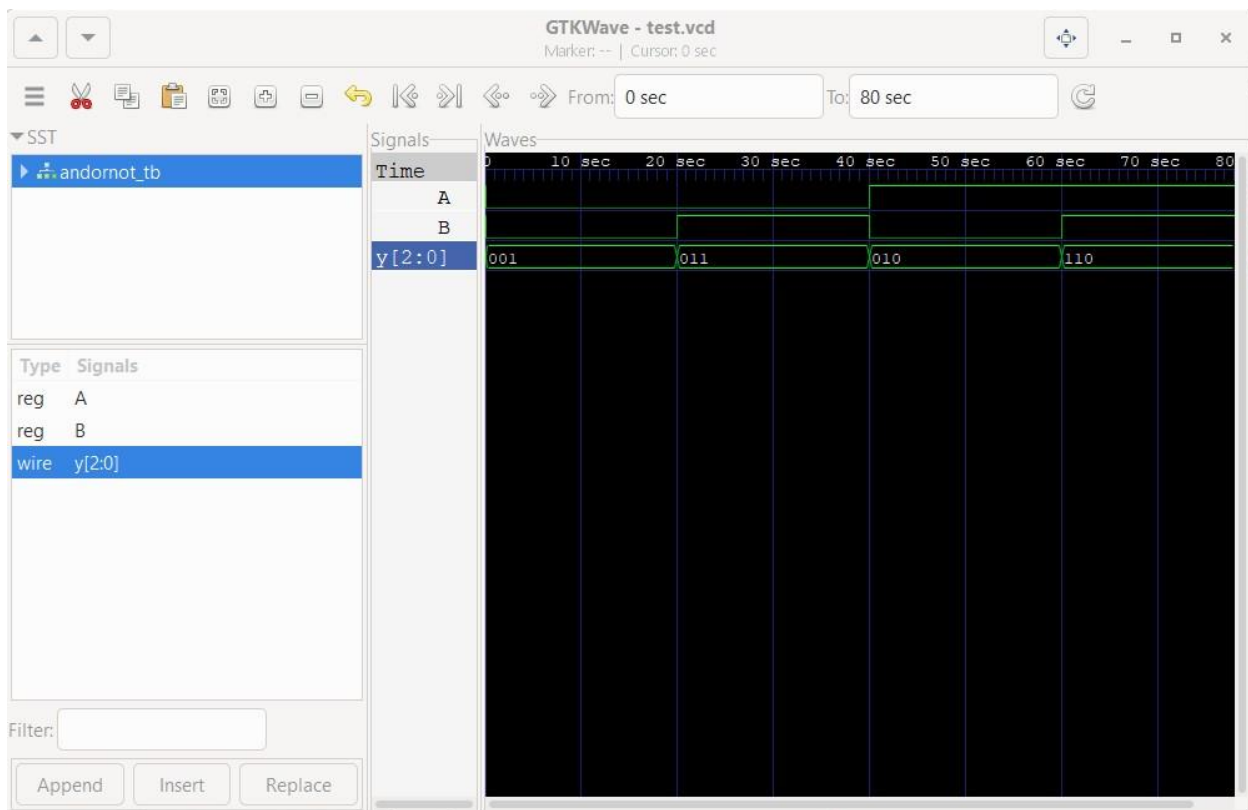 GTKWave - test.vcd
Marker: -- | Cursor: 0 sec
From: 0 sec To: 80 sec
SST
andornot_tb
Type Signals
reg A
reg B
wire y[2:0]
Filter:
Append Insert Replace
Signals
Time
A
B
y[2:0]
Waves
0 10 sec 20 sec 30 sec 40 sec 50 sec 60 sec 70 sec 80
001 011 010 110